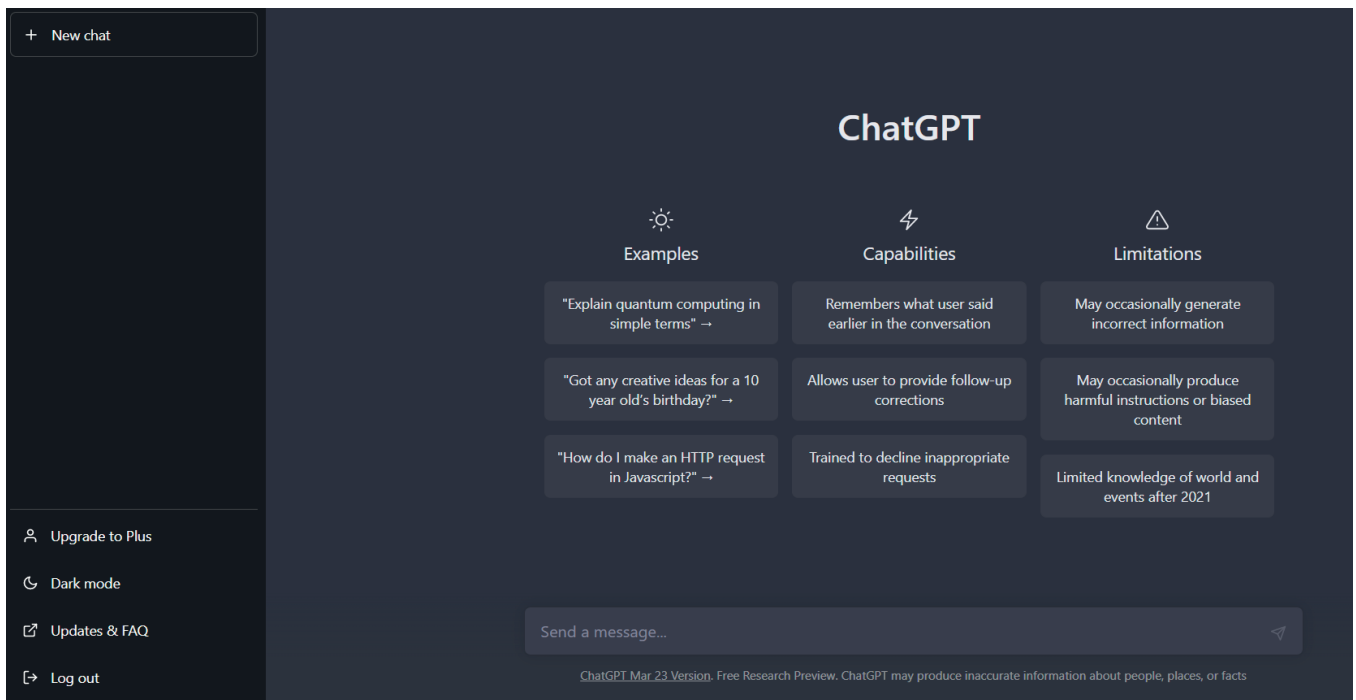 + New chat
ChatGPT
Examples
"Explain quantum computing in
simple terms" →
"Got any creative ideas for a 10
year old's birthday?" →
"How do I make an HTTP request
in Javascript?" →
Capabilities
Remembers what user said
earlier in the conversation
Allows user to provide follow-up
corrections
Trained to decline inappropriate
requests
Limitations
May occasionally generate
incorrect information
May occasionally produce
harmful instructions or biased
content
Limited knowledge of world and
events after 2021
Upgrade to Plus
Dark mode
Updates & FAQ
Log out
Send a message...
ChatGPT Mar 23 Version. Free Research Preview. ChatGPT may produce inaccurate information about people, places, or facts